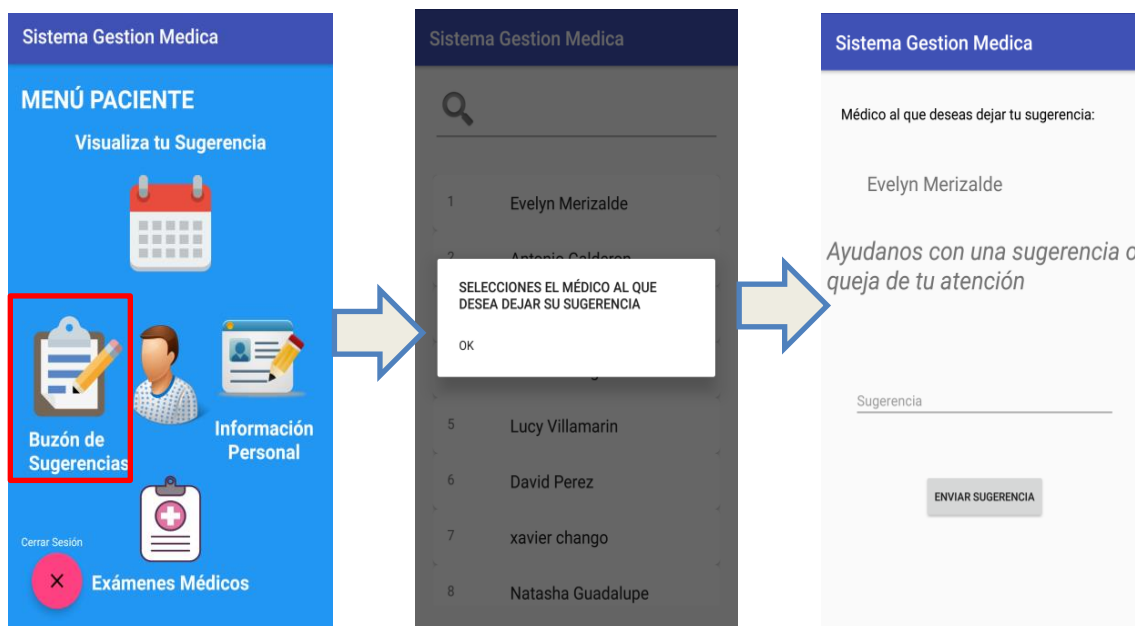 Sistema Gestion Medica
MENÚ PACIENTE
Visualiza tu Sugerencia
Buzón de
Sugerencias
Información
Personal
Cerrar Sesión
Exámenes Médicos
Sistema Gestion Medica
1 Evelyn Merizalde
2 Antonio Calderon
SELECCIONES EL MÉDICO AL QUE
DESEA DEJAR SU SUGERENCIA
OK
5 Lucy Villamarin
6 David Perez
7 xavier chango
8 Natasha Guadalupe
Sistema Gestion Medica
Médico al que deseas dejar tu sugerencia:
Evelyn Merizalde
Ayudanos con una sugerencia o
queja de tu atención
Sugerencia
ENVIAR SUGERENCIA